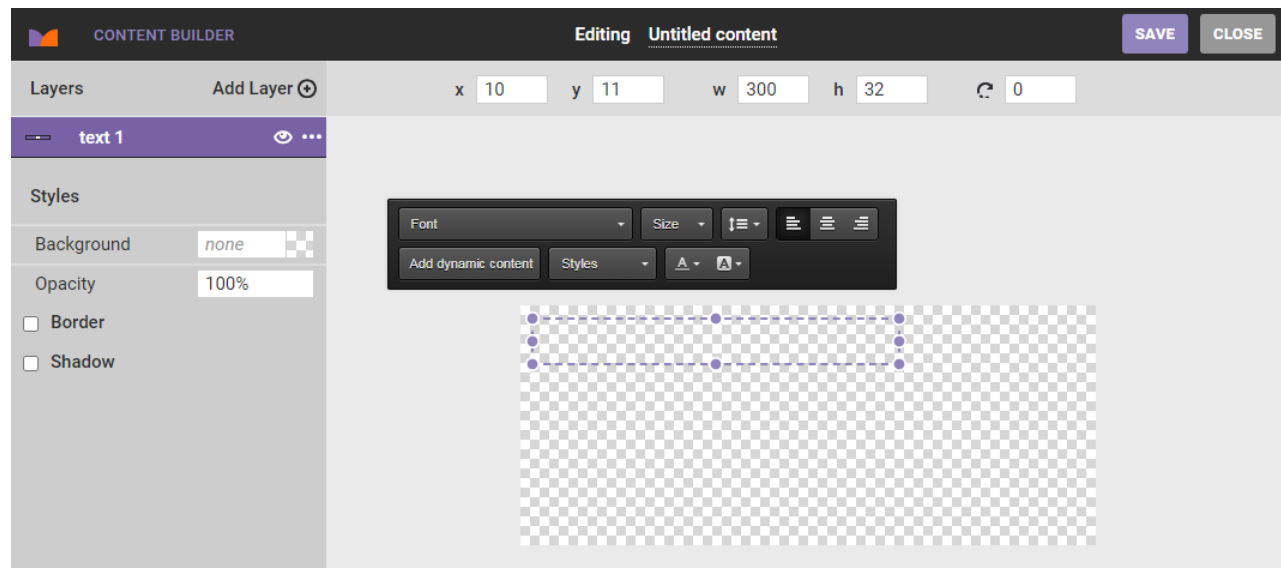 CONTENT BUILDER Editing Untitled content SAVE CLOSE
Layers Add Layer x 10 y 11 w 300 h 32 0
text 1
Styles
Font Size
Background none
Add dynamic content Styles A A
Opacity 100%
Border
Shadow